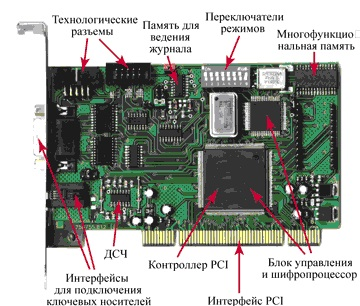 Технологические
разъемы
Память для
ведения
журнала
Переключатели
режимов
Многофункцио
нальная память
ДСЧ
Контроллер PCI
Блок управления
и шифропроцессор
Интерфейсы
для подключения
ключевых носителей
Интерфейс PCI